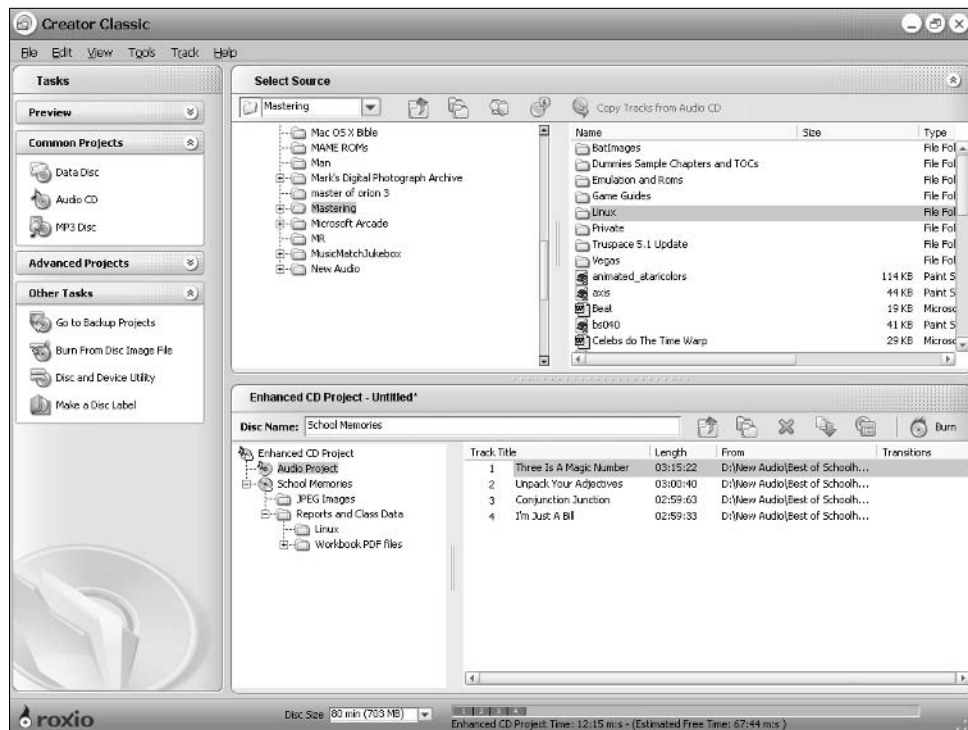 Creator Classic
File Edit View Tools Track Help
Tasks
Preview
Common Projects
Data Disc
Audio CD
MP3 Disc
Advanced Projects
Other Tasks
Go to Backup Projects
Burn From Disc Image File
Disc and Device Utility
Make a Disc Label
Select Source
Mastering
Copy Tracks from Audio CD
Mac OS X Bible
MAME ROMs
Man
Mark's Digital Photograph Archive
master of orion 3
Mastering
Microsoft Arcade
MR
MusicMatchJukebox
New Audio
Name Size Type
BatImages File Fol
Dummies Sample Chapters and TOCs File Fol
Emulation and Roms File Fol
Game Guides File Fol
Linux File Fol
Private File Fol
Truspace 5.1 Update File Fol
Vegas File Fol
animated_ataricolors 114 KB Paint S
axis 44 KB Paint S
Beat 19 KB Microsc
bs040 41 KB Paint S
Celebs do The Time Warp 29 KB Microsc
Enhanced CD Project - Untitled*
Disc Name: School Memories
Burn
Enhanced CD Project
Audio Project
School Memories
JPEG Images
Reports and Class Data
Linux
Workbook PDF files
Track Title Length From Transitions
1 Three Is A Magic Number 03:15:22 D:\New Audio\Best of Schoolh...
2 Unpack Your Adjectives 03:00:40 D:\New Audio\Best of Schoolh...
3 Conjunction Junction 02:59:63 D:\New Audio\Best of Schoolh...
4 I'm Just A Bill 02:59:33 D:\New Audio\Best of Schoolh...
roxio
Disc Size 80 min (703 MB)
1 2 3 4
Enhanced CD Project Time: 12:15 m:s - (Estimated Free Time: 67:44 m:s )